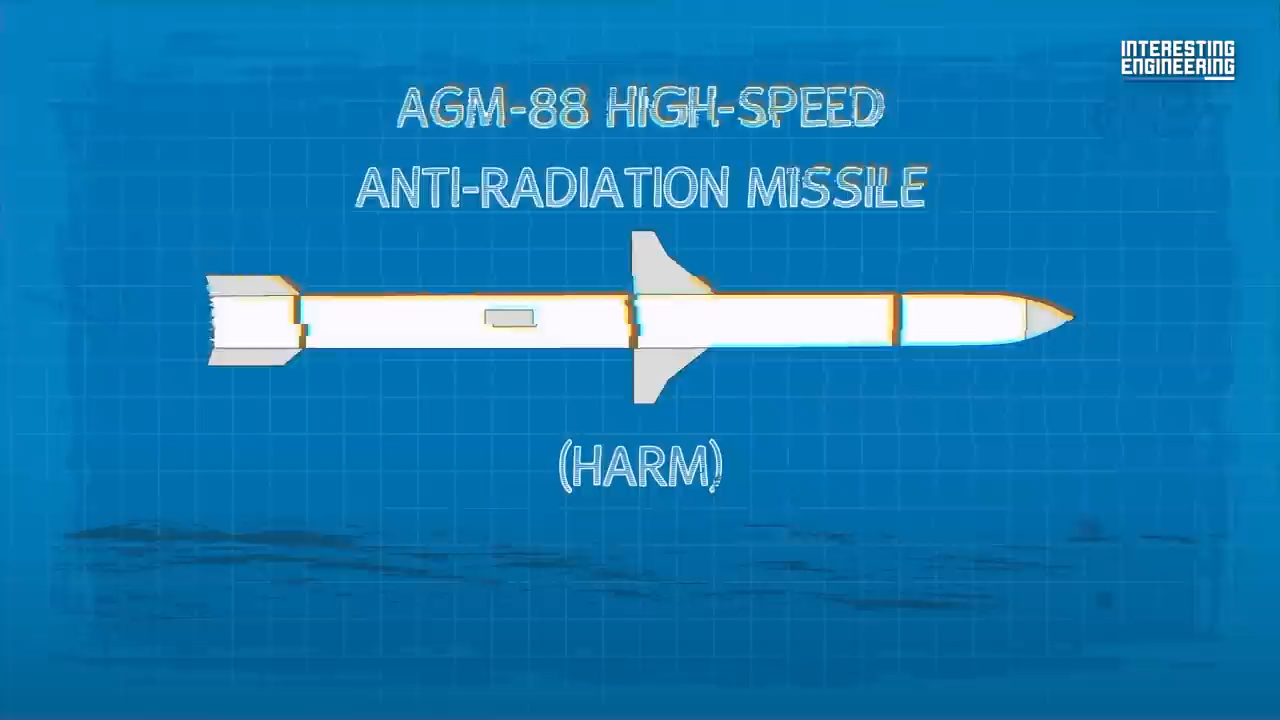 INTERESTING
ENGINEERING
AGM-88 HIGH-SPEED
ANTI-RADIATION MISSILE
(HARM)